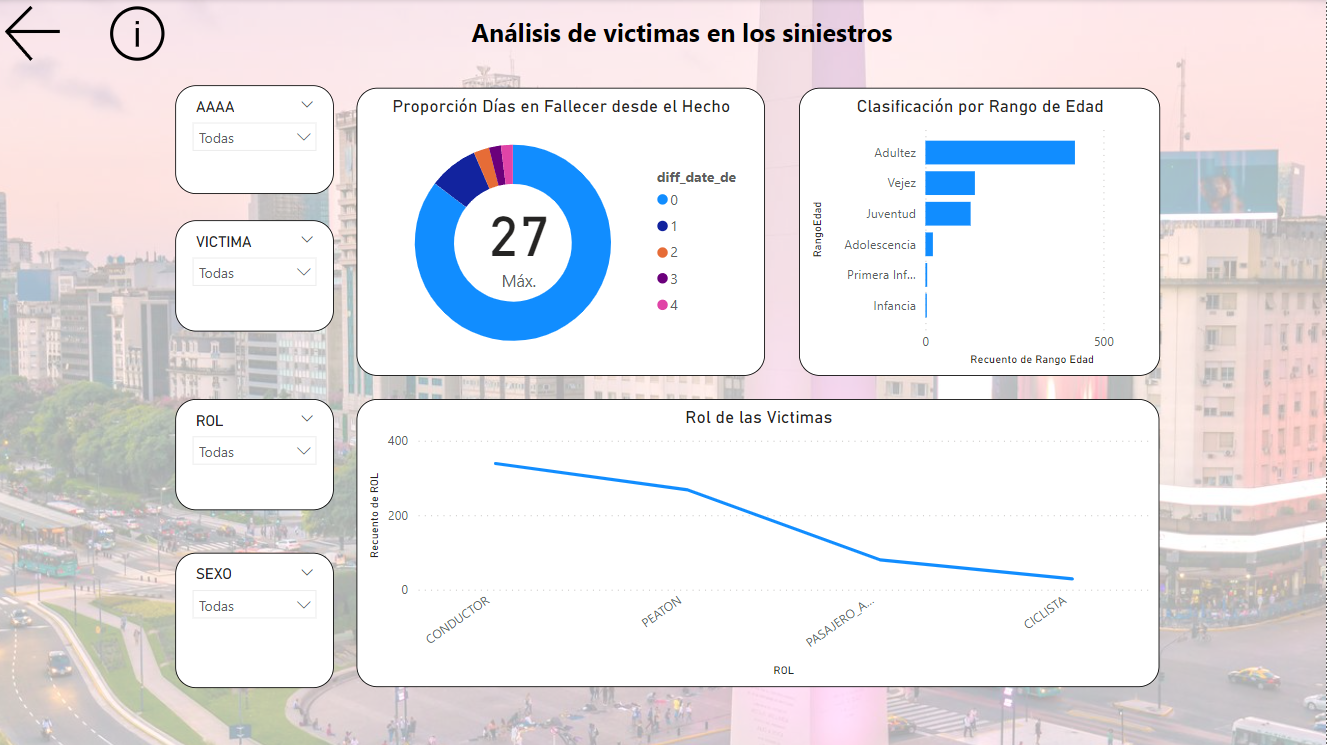 i
Análisis de victimas en los siniestros
AAAA
Todas
VICTIMA
Todas
ROL
Todas
SEXO
Todas
Proporción Días en Fallecer desde el Hecho
27
Máx.
diff_date_de
0
1
2
3
4
Clasificación por Rango de Edad
RangoEdad
Adultez
Vejez
Juventud
Adolescencia
Primera Inf...
Infancia
0 500
Recuento de Rango Edad
Rol de las Victimas
Recuento de ROL
400
200
0
CONDUCTOR PEATON PASAJERO_A... CICLISTA
ROL